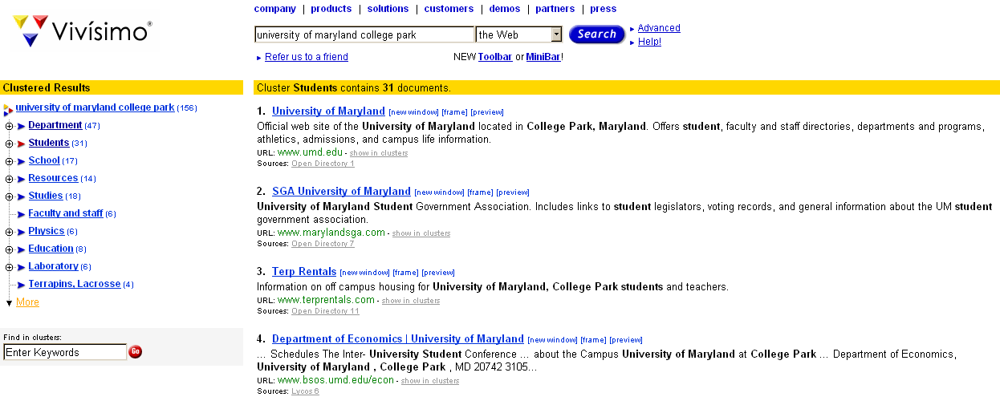 Vivísimo®
company | products | solutions | customers | demos | partners | press
university of maryland college park the Web Search Advanced
Help!
Refer us to a friend NEW Toolbar or MiniBar!
Clustered Results
university of maryland college park (156)
Department (47)
Students (31)
School (17)
Resources (14)
Studies (18)
Faculty and staff (6)
Physics (6)
Education (8)
Laboratory (6)
Terrapins, Lacrosse (4)
More
Find in clusters:
Enter Keywords Go
Cluster Students contains 31 documents.
1. University of Maryland [new window] [frame] [preview]
Official web site of the University of Maryland located in College Park, Maryland. Offers student, faculty and staff directories, departments and programs,
athletics, admissions, and campus life information.
URL: www.umd.edu - show in clusters
Sources: Open Directory 1
2. SGA University of Maryland [new window] [frame] [preview]
University of Maryland Student Government Association. Includes links to student legislators, voting records, and general information about the UM student
government association.
URL: www.marylandsga.com - show in clusters
Sources: Open Directory 7
3. Terp Rentals [new window] [frame] [preview]
Information on off campus housing for University of Maryland, College Park students and teachers.
URL: www.terprentals.com - show in clusters
Sources: Open Directory 11
4. Department of Economics | University of Maryland [new window] [frame] [preview]
... Schedules The Inter- University Student Conference ... about the Campus University of Maryland at College Park ... Department of Economics,
University of Maryland , College Park , MD 20742 3105...
URL: www.bsos.umd.edu/econ - show in clusters
Sources: Lycos 6